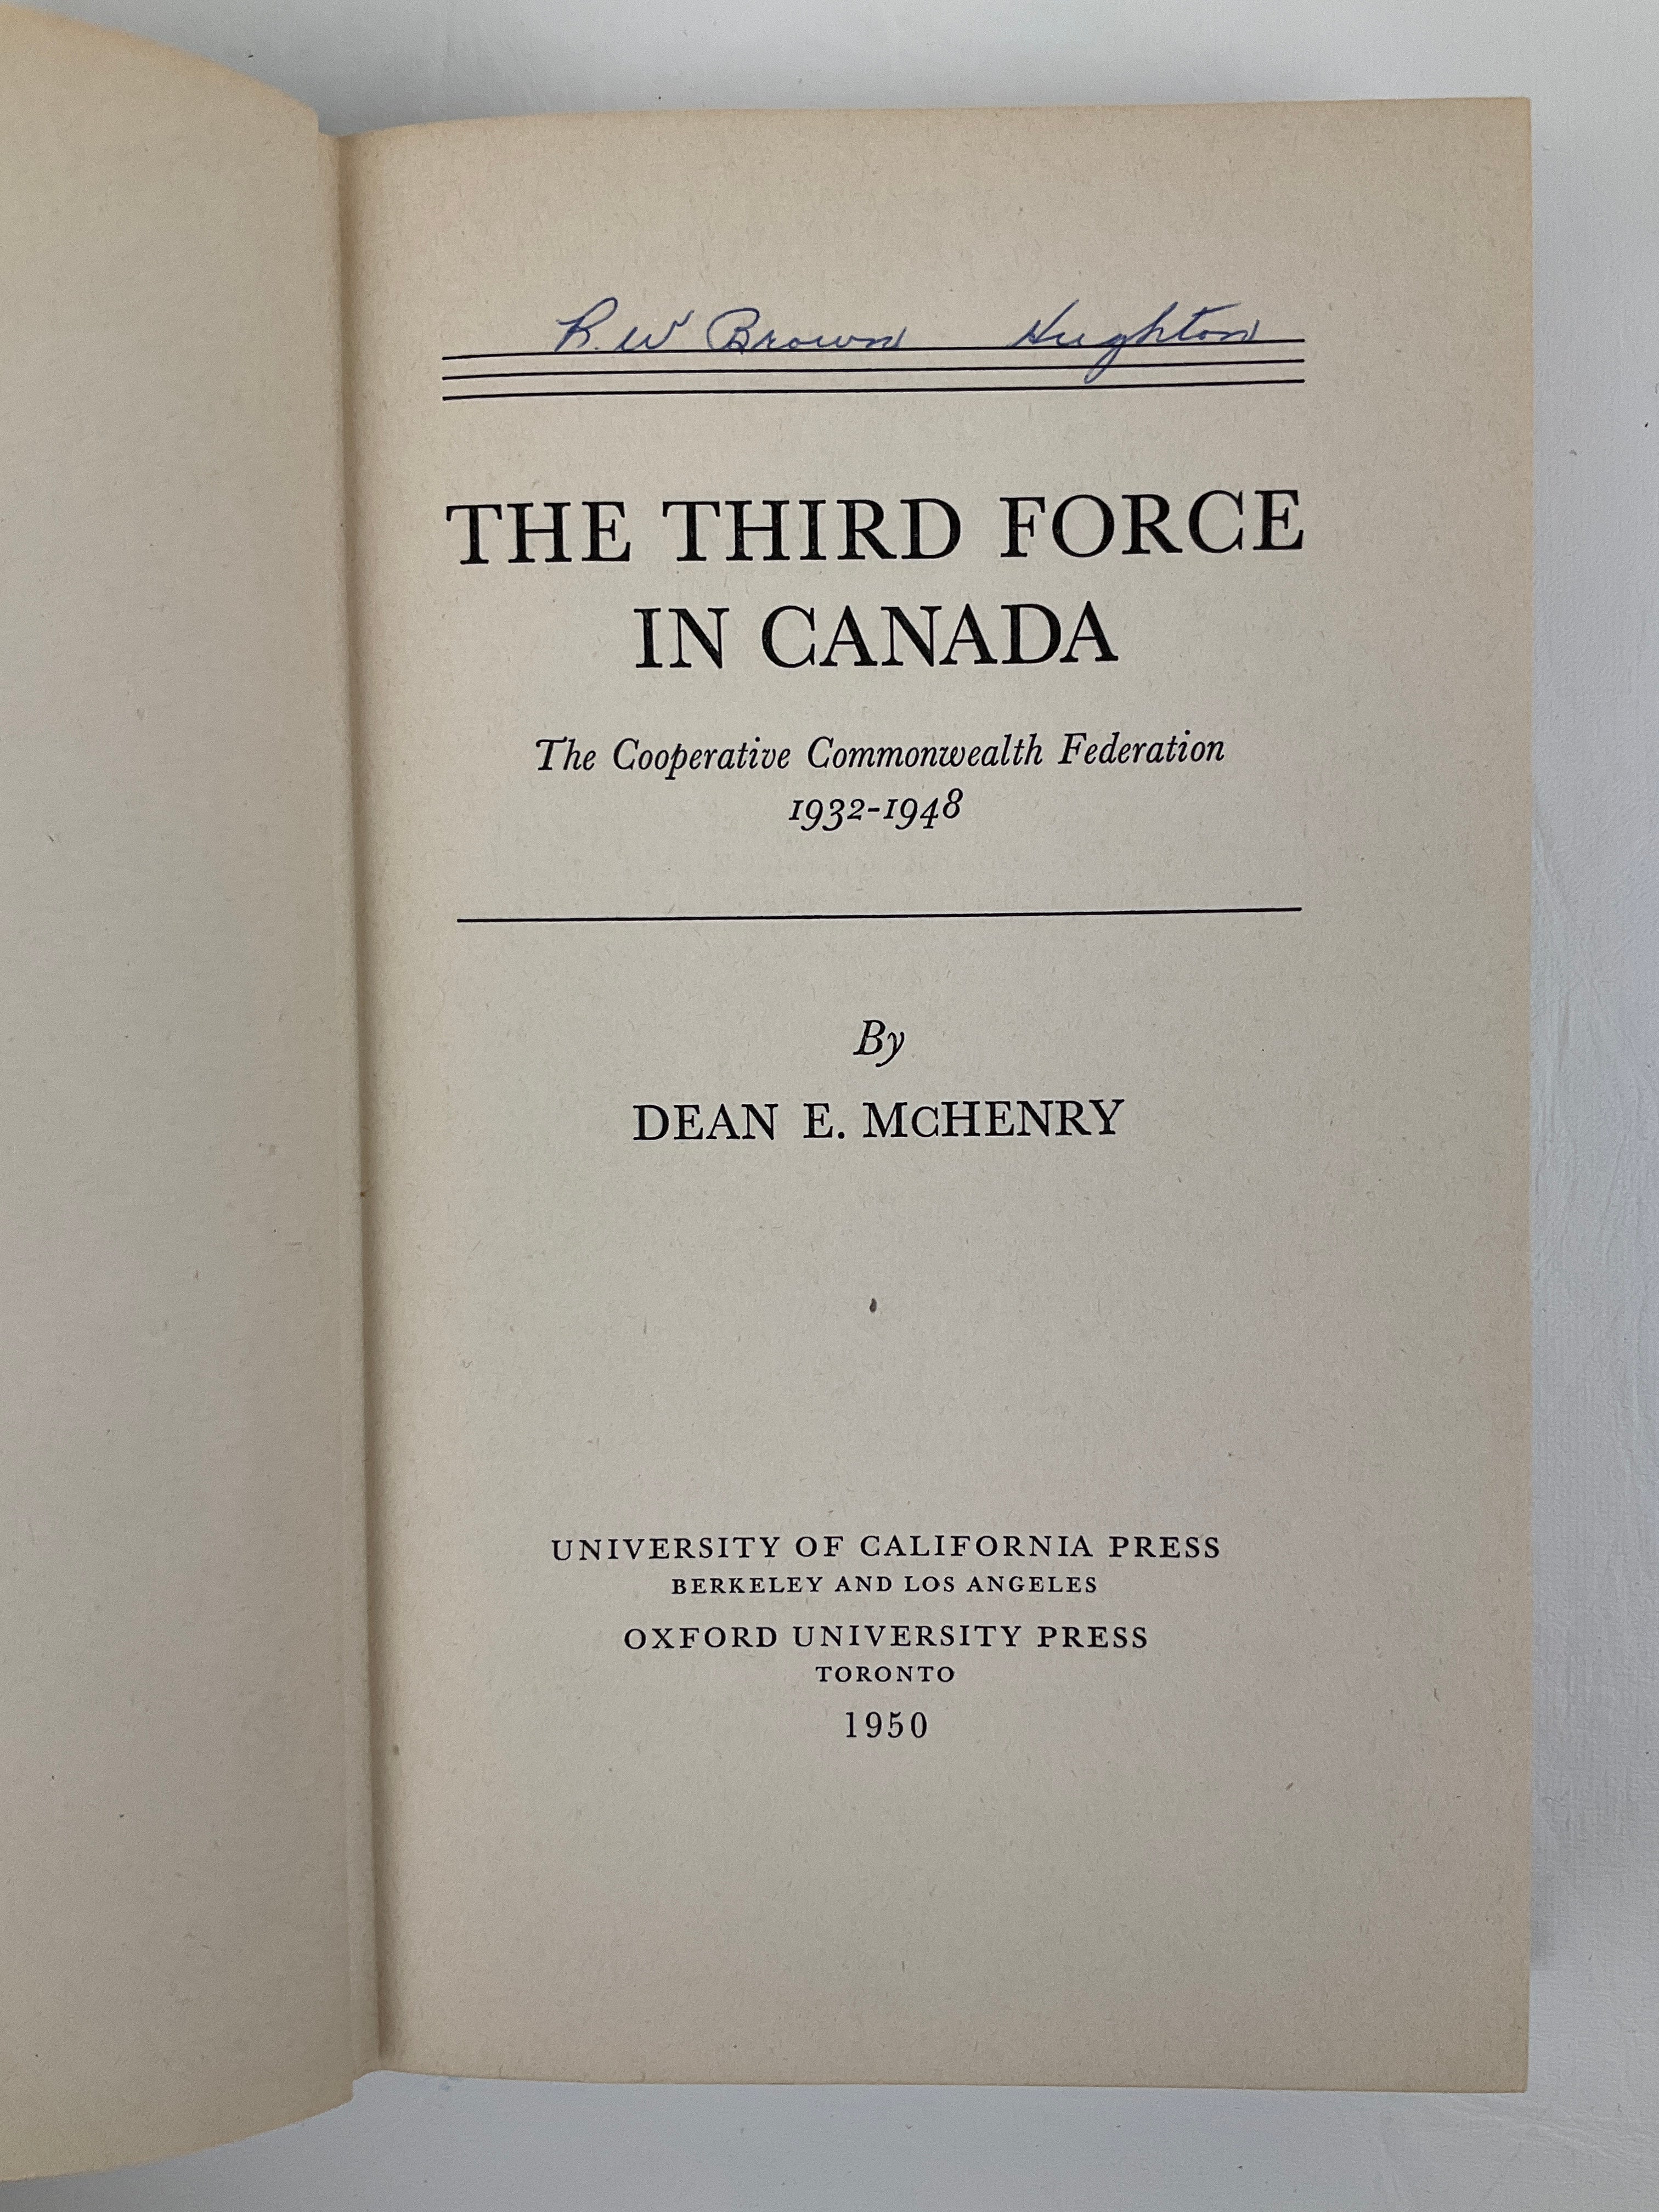 R. W Brown Hughton
THE THIRD FORCE
IN CANADA
The Cooperative Commonwealth Federation
1932-1948
By
DEAN E. McHENRY
UNIVERSITY OF CALIFORNIA PRESS
BERKELEY AND LOS ANGELES
OXFORD UNIVERSITY PRESS
TORONTO
1950